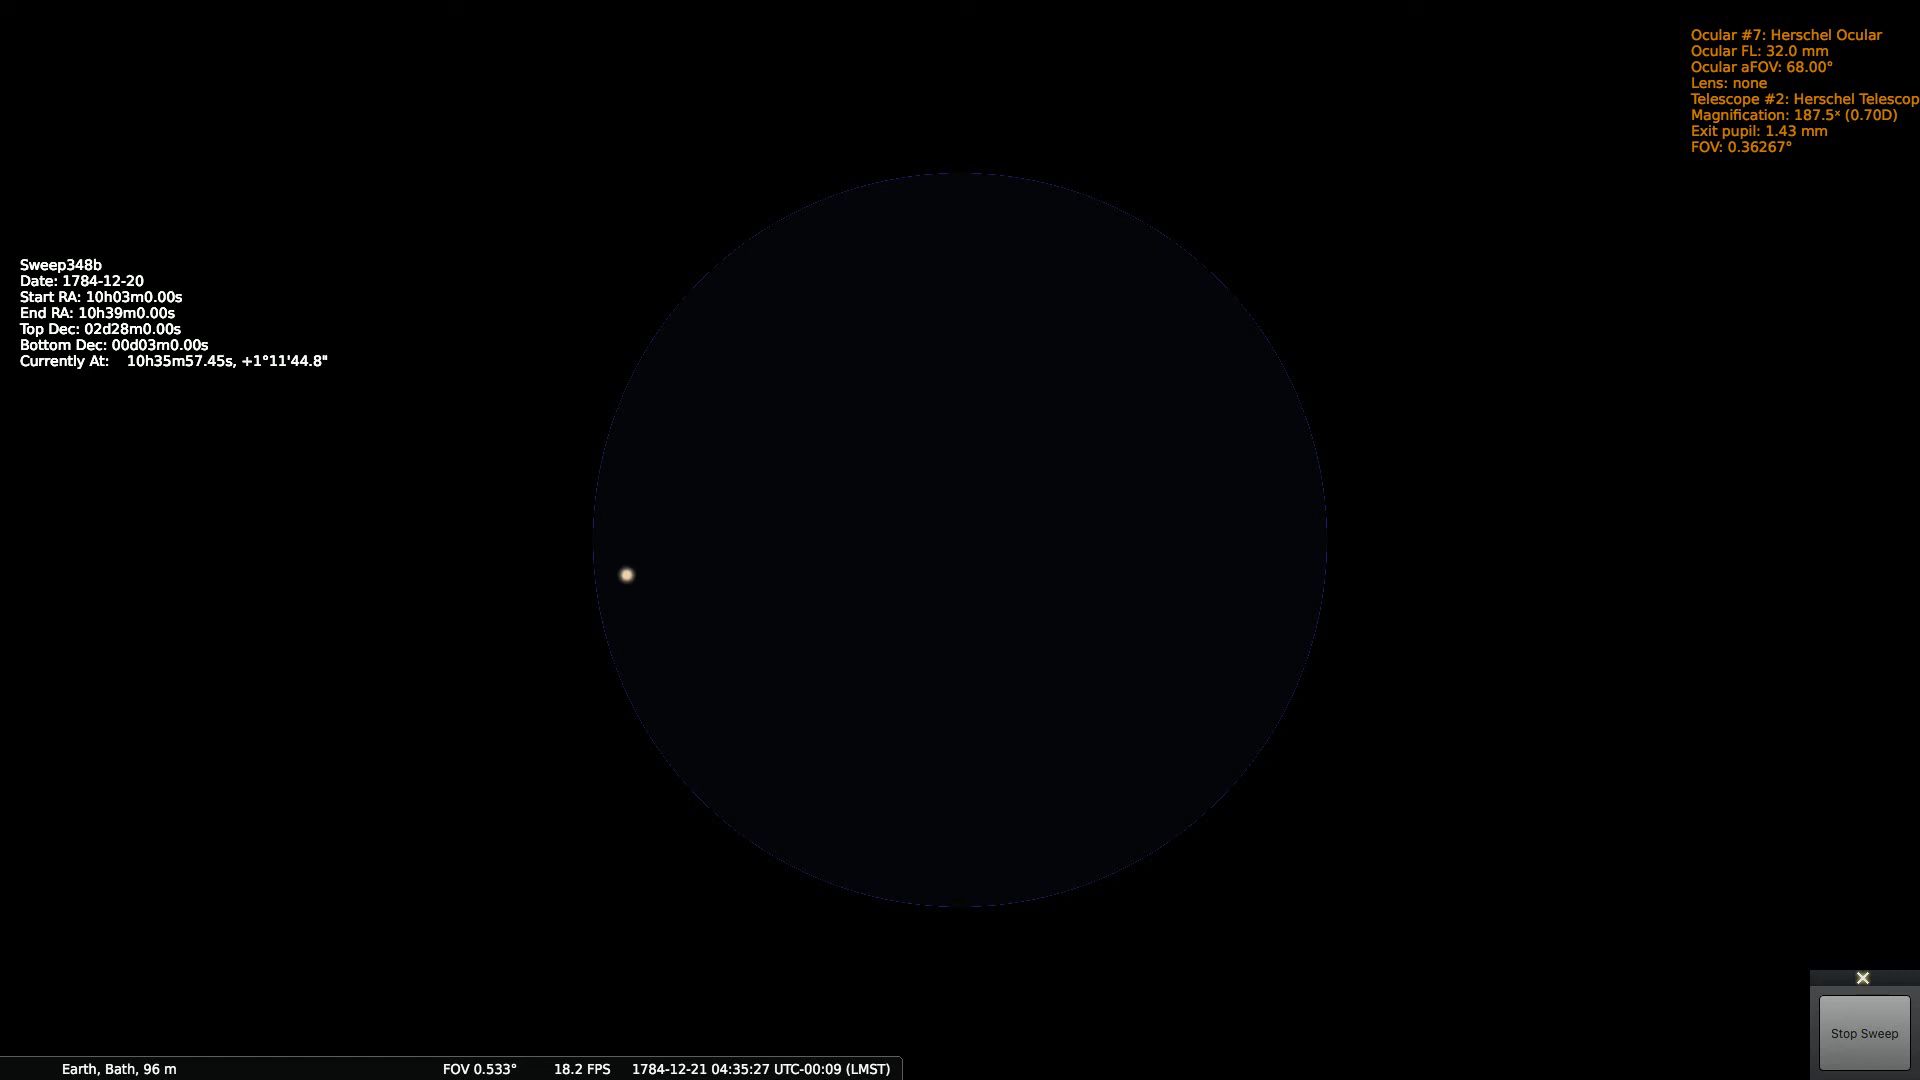 Ocular #7: Herschel Ocular
Ocular FL: 32.0 mm
Ocular aFOV: 68.00°
Lens: none
Telescope #2: Herschel Telescop
Magnification: 187.5ˣ (0.70D)
Exit pupil: 1.43 mm
FOV: 0.36267°
Sweep348b
Date: 1784-12-20
Start RA: 10h03m0.00s
End RA: 10h39m0.00s
Top Dec: 02d28m0.00s
Bottom Dec: 00d03m0.00s
Currently At: 10h35m57.45s, +1°11'44.8"
Stop Sweep
Earth, Bath, 96 m FOV 0.533° 18.2 FPS 1784-12-21 04:35:27 UTC-00:09 (LMST)